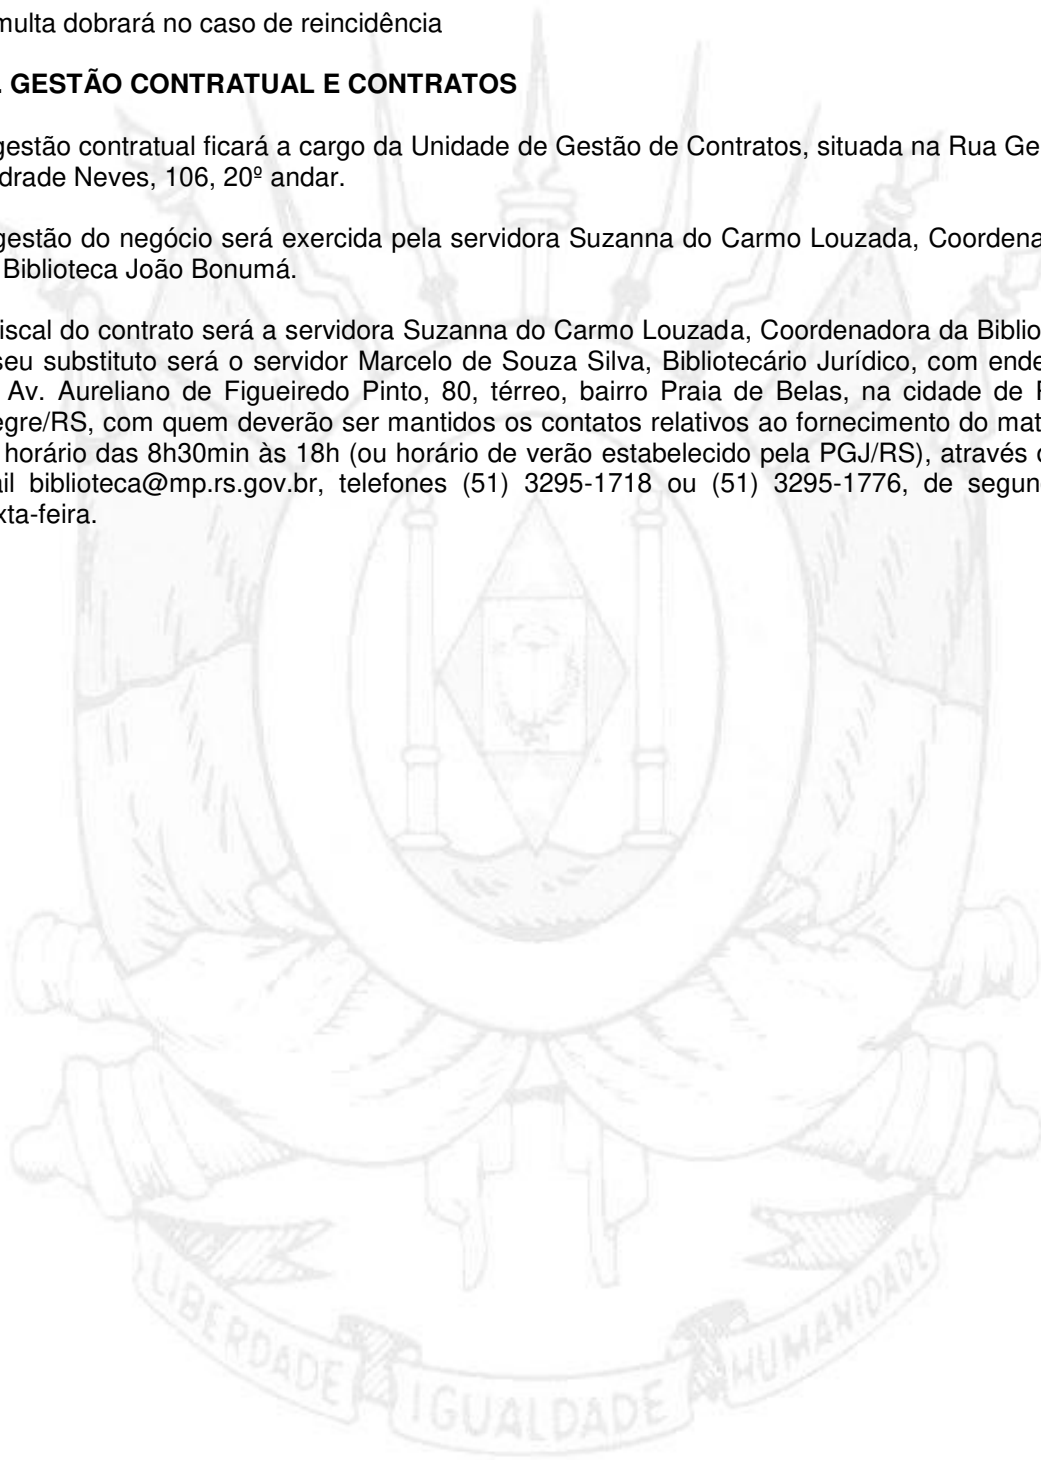 multa dobrará no caso de reincidência
. GESTÃO CONTRATUAL E CONTRATOS
gestão contratual ficará a cargo da Unidade de Gestão de Contratos, situada na Rua Ge
drade Neves, 106, 20º andar.
gestão do negócio será exercida pela servidora Suzanna do Carmo Louzada, Coordena
Biblioteca João Bonumá.
iscal do contrato será a servidora Suzanna do Carmo Louzada, Coordenadora da Biblio
seu substituto será o servidor Marcelo de Souza Silva, Bibliotecário Jurídico, com ende
Av. Aureliano de Figueiredo Pinto, 80, térreo, bairro Praia de Belas, na cidade de P
egre/RS, com quem deverão ser mantidos os contatos relativos ao fornecimento do mat
horário das 8h30min às 18h (ou horário de verão estabelecido pela PGJ/RS), através d
ail biblioteca@mp.rs.gov.br, telefones (51) 3295-1718 ou (51) 3295-1776, de segun
xta-feira.
LIBERDADE IGUALDADE HUMANIDADE